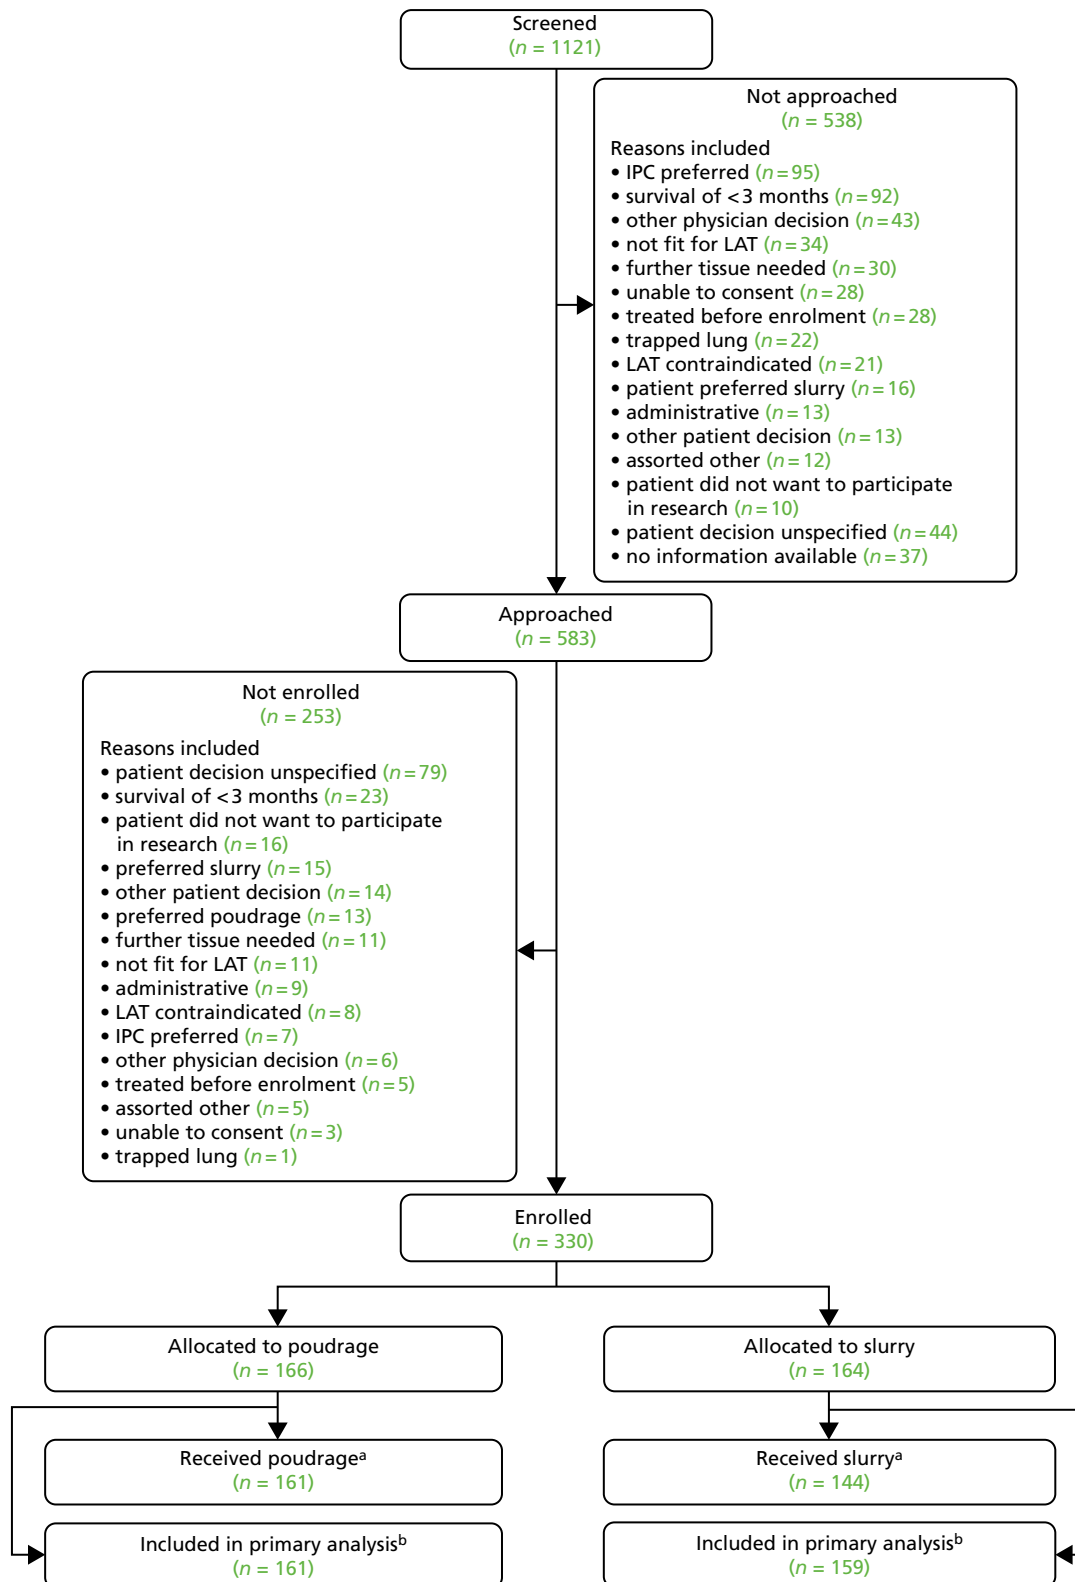 Screened
(n = 1121)
Not approached
(n = 538)
Reasons included
• IPC preferred (n=95)
• survival of <3 months (n=92)
• other physician decision (n=43)
• not fit for LAT (n=34)
• further tissue needed (n=30)
• unable to consent (n=28)
• treated before enrolment (n=28)
• trapped lung (n=22)
• LAT contraindicated (n=21)
• patient preferred slurry (n=16)
• administrative (n=13)
• other patient decision (n=13)
• assorted other (n=12)
• patient did not want to participate
in research (n=10)
• patient decision unspecified (n=44)
• no information available (n=37)
Approached
(n = 583)
Not enrolled
(n = 253)
Reasons included
• patient decision unspecified (n=79)
• survival of <3 months (n=23)
• patient did not want to participate
in research (n=16)
• preferred slurry (n=15)
• other patient decision (n=14)
• preferred poudrage (n=13)
• further tissue needed (n=11)
• not fit for LAT (n=11)
• administrative (n=9)
• LAT contraindicated (n=8)
• IPC preferred (n=7)
• other physician decision (n=6)
• treated before enrolment (n=5)
• assorted other (n=5)
• unable to consent (n=3)
• trapped lung (n=1)
Enrolled
(n = 330)
Allocated to poudrage
(n = 166)
Allocated to slurry
(n = 164)
Received poudrageᵃ
(n = 161)
Received slurryᵃ
(n = 144)
Included in primary analysisᵇ
(n = 161)
Included in primary analysisᵇ
(n = 159)